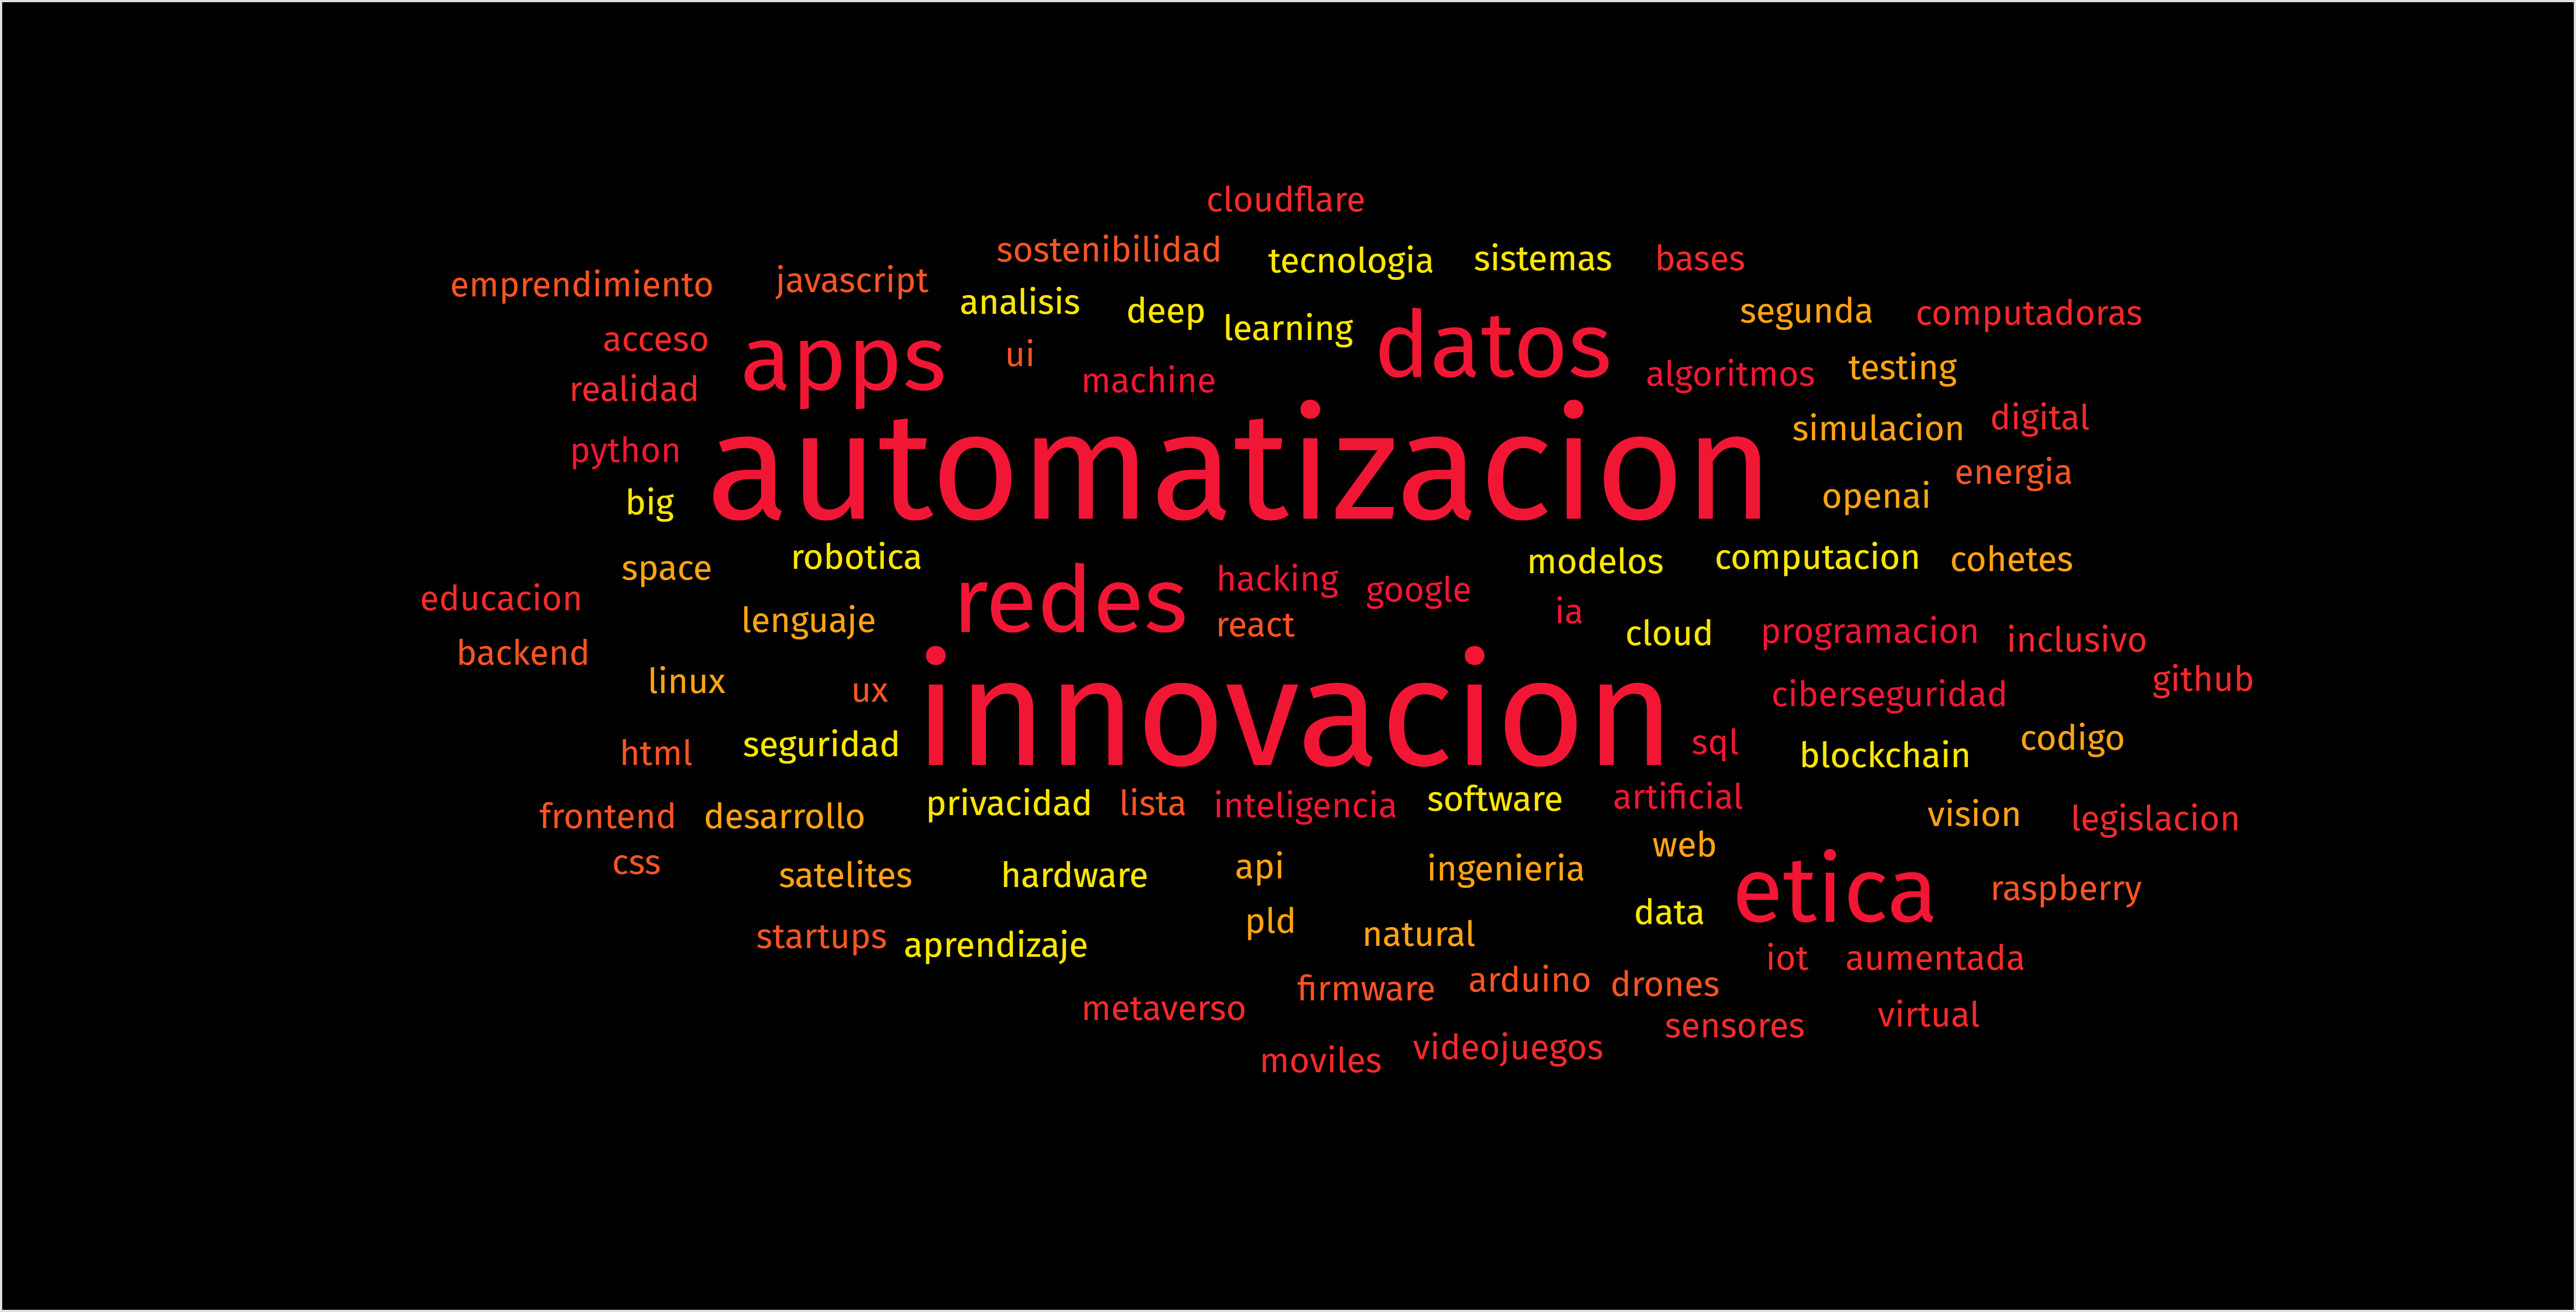 cloudflare
sostenibilidad tecnologia sistemas bases
emprendimiento javascript analisis deep learning segunda computadoras
acceso apps ui machine datos algoritmos testing
realidad
python automatizacion simulacion digital
big openai energia
space robotica redes hacking google modelos computacion cohetes
educacion lenguaje react ia cloud programacion inclusivo
backend linux ux innovacion ciberseguridad github
html seguridad sql blockchain codigo
frontend desarrollo privacidad lista inteligencia software artificial vision legislacion
css satelites hardware api ingenieria web etica raspberry
startups aprendizaje pld natural data iot aumentada
metaverso firmware arduino drones sensores virtual
moviles videojuegos